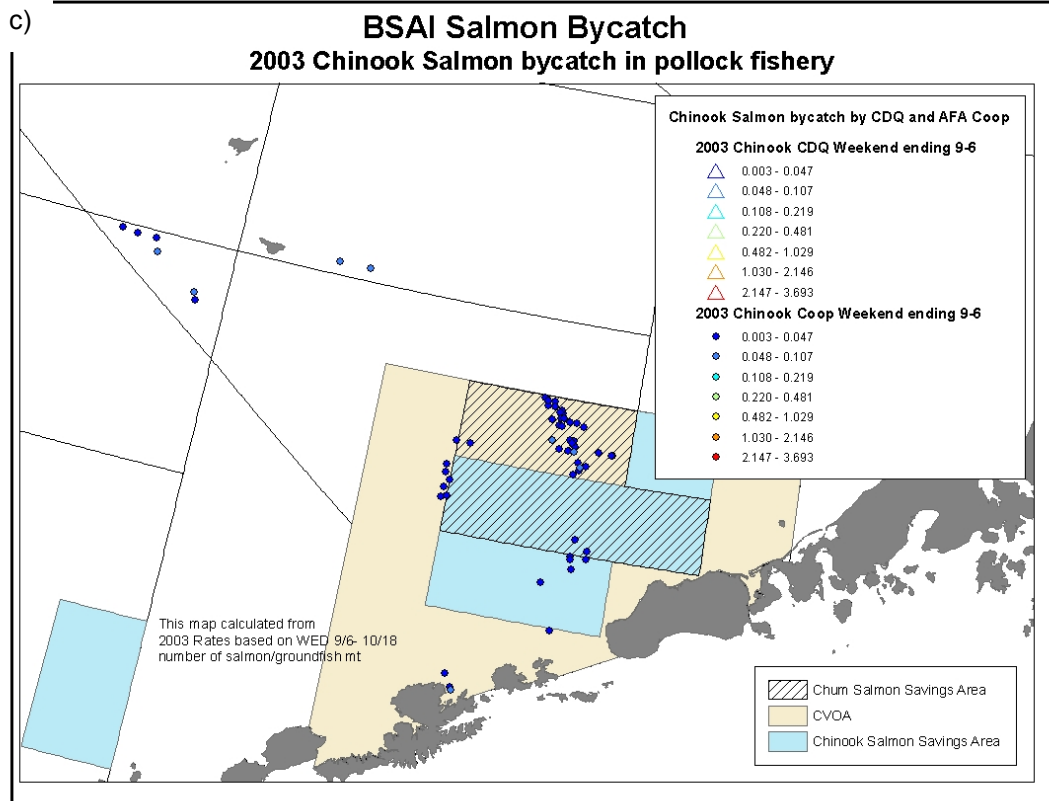 c)
BSAI Salmon Bycatch
2003 Chinook Salmon bycatch in pollock fishery
Chinook Salmon bycatch by CDQ and AFA Coop
2003 Chinook CDQ Weekend ending 9-6
0.003 - 0.047
0.048 - 0.107
0.108 - 0.219
0.220 - 0.481
0.482 - 1.029
1.030 - 2.146
2.147 - 3.693
2003 Chinook Coop Weekend ending 9-6
0.003 - 0.047
0.048 - 0.107
0.108 - 0.219
0.220 - 0.481
0.482 - 1.029
1.030 - 2.146
2.147 - 3.693
This map calculated from
2003 Rates based on WED 9/6- 10/18
number of salmon/groundfish mt
Chum Salmon Savings Area
CVOA
Chinook Salmon Savings Area